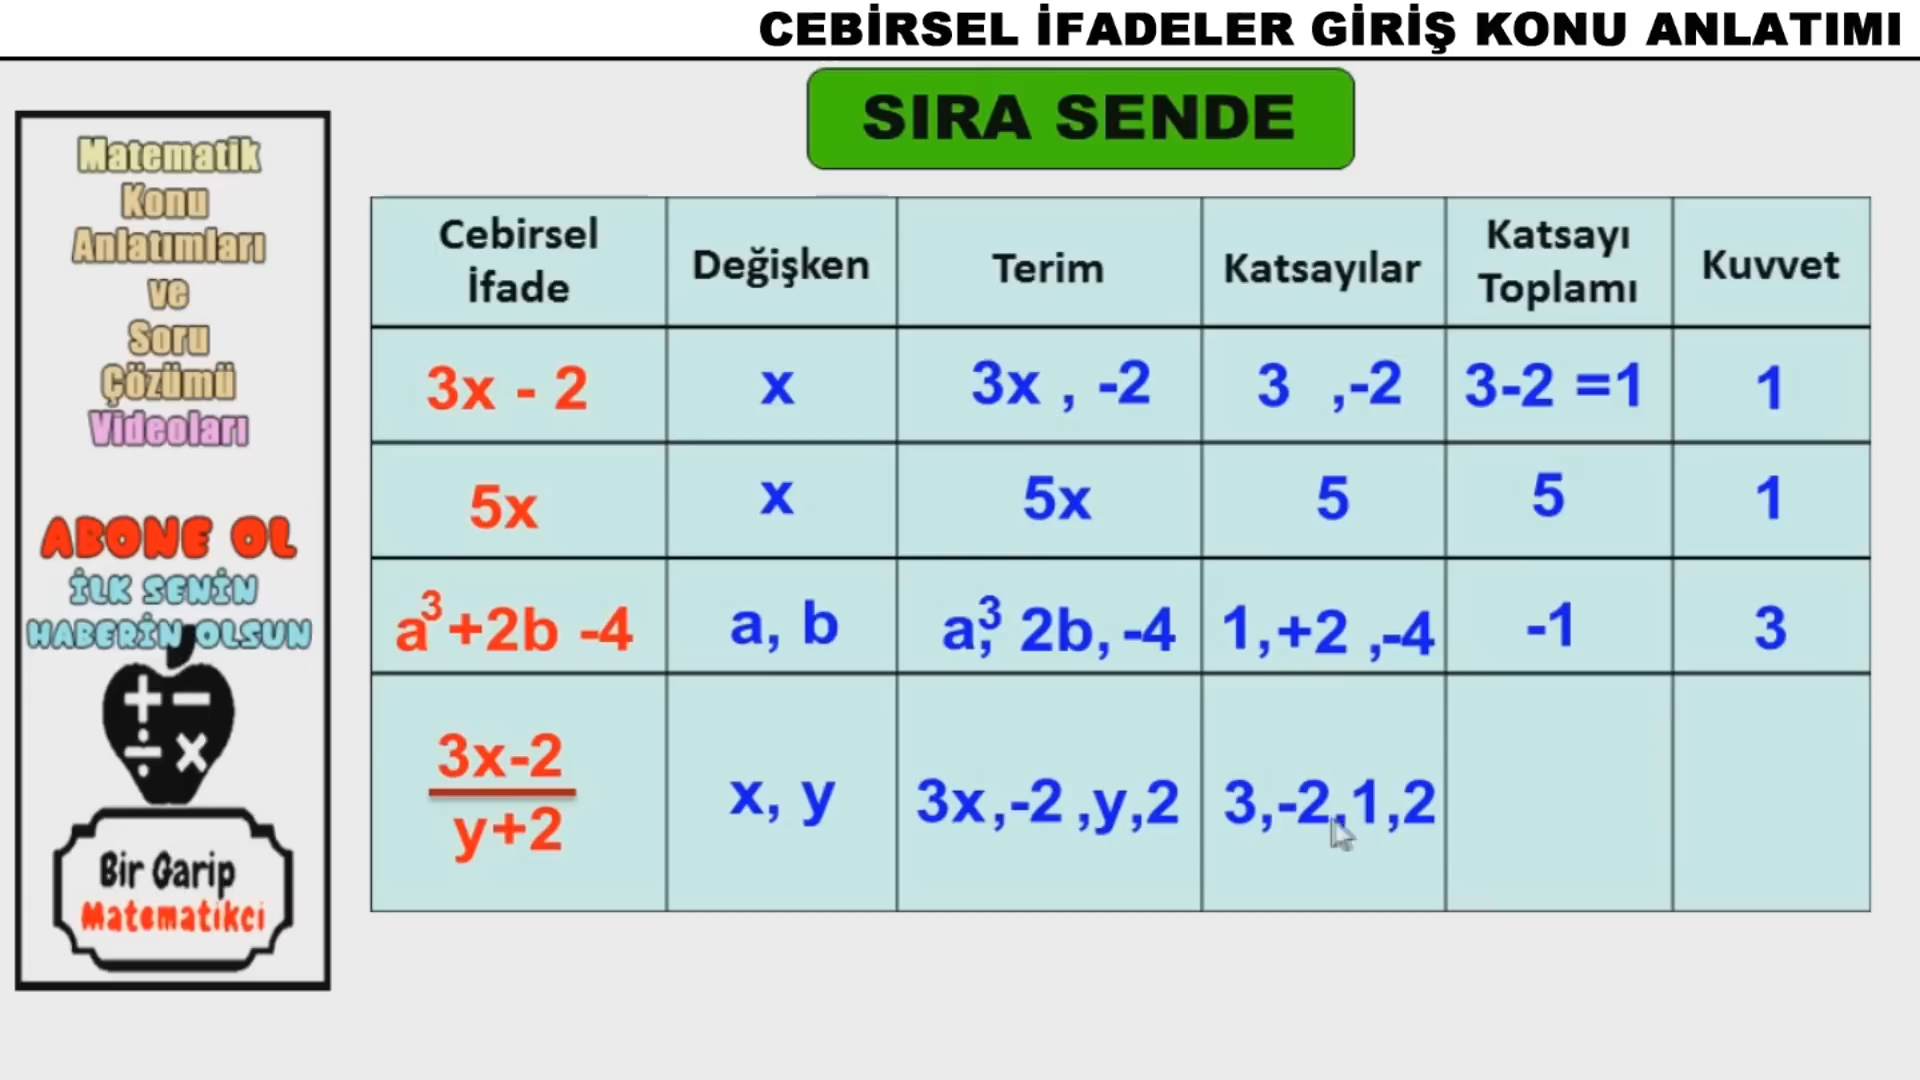 CEBİRSEL İFADELER GİRİŞ KONU ANLATIMI
SIRA SENDE
Matematik
Konu
Anlatımları
ve
Soru
Çözümü
Videoları
ABONE OL
İLK SENİN
HABERİN OLSUN
+ −
÷ ×
Bir Garip
Matematikci
Cebirsel İfade | Değişken | Terim | Katsayılar | Katsayı Toplamı | Kuvvet
3x - 2 | x | 3x , -2 | 3 ,-2 | 3-2 =1 | 1
5x | x | 5x | 5 | 5 | 1
a³+2b -4 | a, b | a,³ 2b, -4 | 1,+2 ,-4 | -1 | 3
3x-2
y+2 | x, y | 3x,-2 ,y,2 | 3,-2,1,2